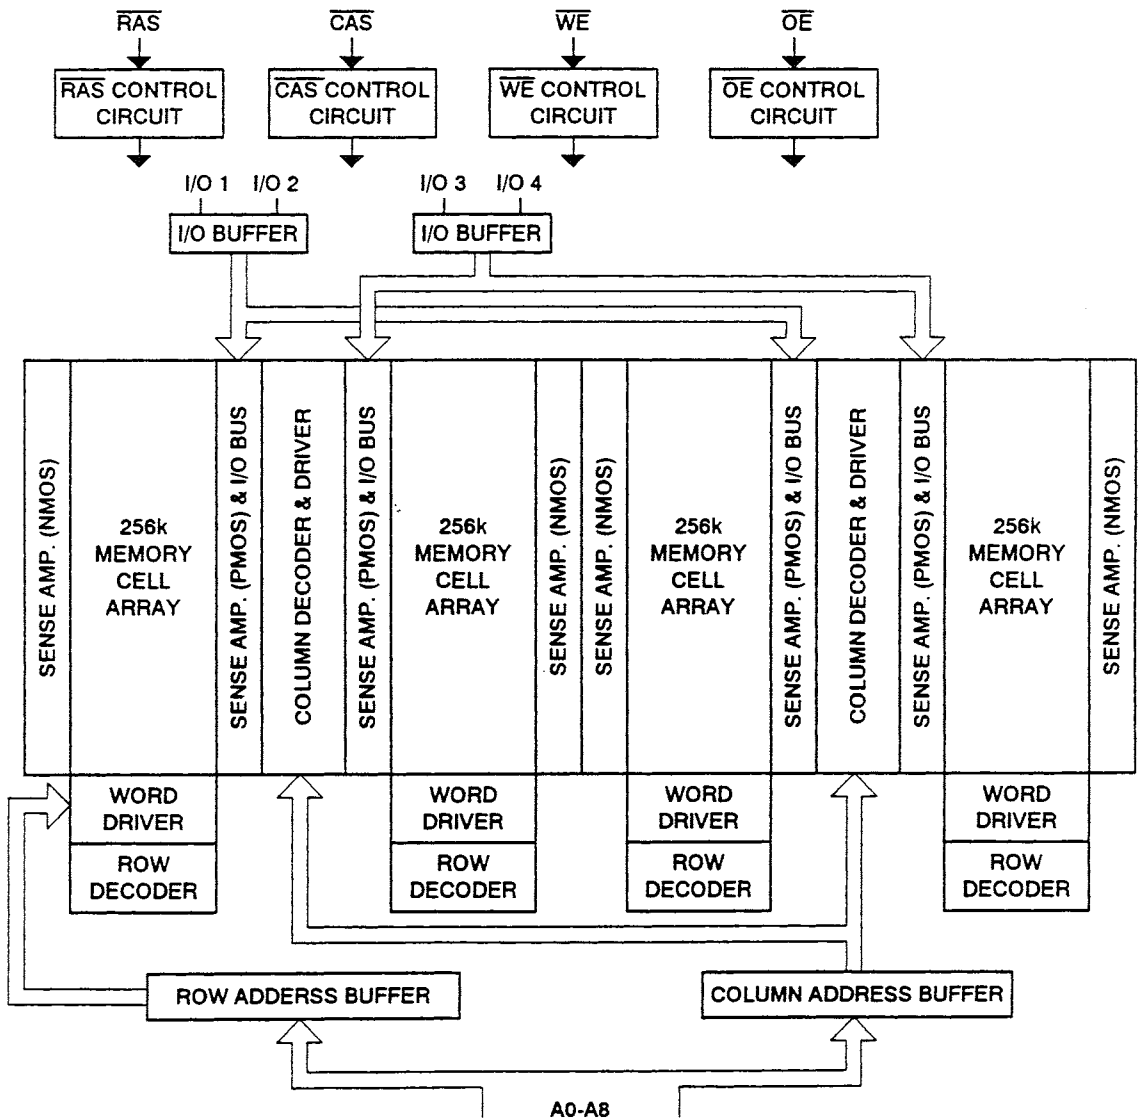 RAS CAS WE OE
RAS CONTROL CIRCUIT
CAS CONTROL CIRCUIT
WE CONTROL CIRCUIT
OE CONTROL CIRCUIT
I/O 1 I/O 2
I/O BUFFER
I/O 3 I/O 4
I/O BUFFER
SENSE AMP. (NMOS)
256k
MEMORY
CELL
ARRAY
SENSE AMP. (PMOS) & I/O BUS
COLUMN DECODER & DRIVER
SENSE AMP. (PMOS) & I/O BUS
256k
MEMORY
CELL
ARRAY
SENSE AMP. (NMOS)
SENSE AMP. (NMOS)
256k
MEMORY
CELL
ARRAY
SENSE AMP. (PMOS) & I/O BUS
COLUMN DECODER & DRIVER
SENSE AMP. (PMOS) & I/O BUS
256k
MEMORY
CELL
ARRAY
SENSE AMP. (NMOS)
WORD
DRIVER
ROW
DECODER
WORD
DRIVER
ROW
DECODER
WORD
DRIVER
ROW
DECODER
WORD
DRIVER
ROW
DECODER
ROW ADDERSS BUFFER
COLUMN ADDRESS BUFFER
A0-A8